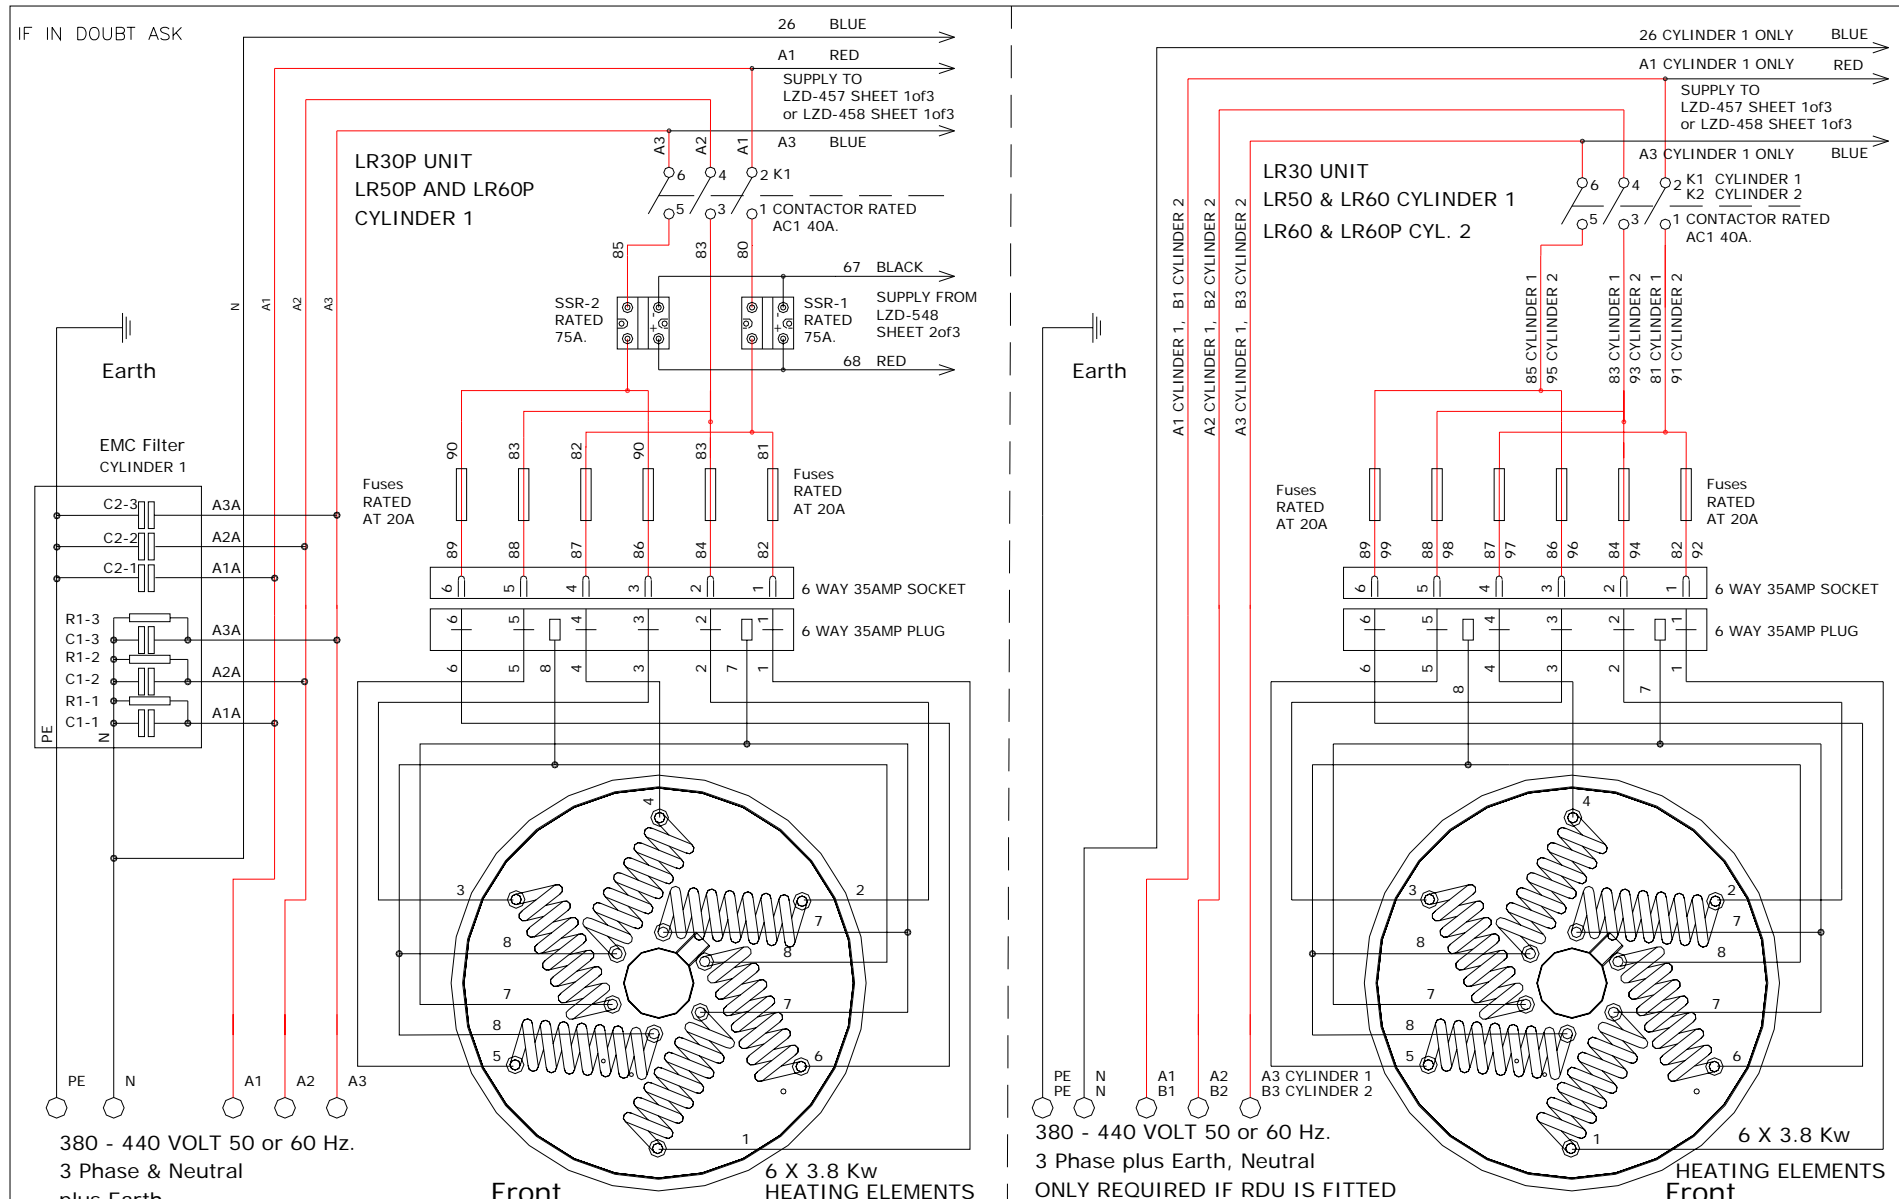 IF IN DOUBT ASK
26 BLUE
A1 RED
SUPPLY TO
LZD-457 SHEET 1of3
or LZD-458 SHEET 1of3
A3 BLUE
LR30P UNIT
LR50P AND LR60P
CYLINDER 1
A3 A2 A1
6 4 2 K1
5 3 1
CONTACTOR RATED
AC1 40A.
85 83 80
67 BLACK
SSR-2
RATED
75A.
SSR-1
RATED
75A.
SUPPLY FROM
LZD-548
SHEET 2of3
68 RED
N A1 A2 A3
Earth
EMC Filter
CYLINDER 1
C2-3 A3A
C2-2 A2A
C2-1 A1A
R1-3
C1-3 A3A
R1-2
C1-2 A2A
R1-1
C1-1 A1A
PE N
90 83 82 90 83 81
Fuses
RATED
AT 20A
Fuses
RATED
AT 20A
89 88 87 86 84 82
6 5 4 3 2 1
6 WAY 35AMP SOCKET
6 5 4 3 2 1
6 WAY 35AMP PLUG
6 5 8 4 3 2 7 1
4
3 2
7
8 8
7 7
8
5 6
1
PE N A1 A2 A3
380 - 440 VOLT 50 or 60 Hz.
3 Phase & Neutral
plus Earth
Front
6 X 3.8 Kw
HEATING ELEMENTS
26 CYLINDER 1 ONLY BLUE
A1 CYLINDER 1 ONLY RED
SUPPLY TO
LZD-457 SHEET 1of3
or LZD-458 SHEET 1of3
A3 CYLINDER 1 ONLY BLUE
LR30 UNIT
LR50 & LR60 CYLINDER 1
LR60 & LR60P CYL. 2
6 4 2
K1 CYLINDER 1
K2 CYLINDER 2
5 3 1
CONTACTOR RATED
AC1 40A.
A1 CYLINDER 1, B1 CYLINDER 2
A2 CYLINDER 1, B2 CYLINDER 2
A3 CYLINDER 1, B3 CYLINDER 2
85 CYLINDER 1
95 CYLINDER 2
83 CYLINDER 1
93 CYLINDER 2
81 CYLINDER 1
91 CYLINDER 2
Earth
Fuses
RATED
AT 20A
Fuses
RATED
AT 20A
89 88 87 86 84 82
99 98 97 96 94 92
6 5 4 3 2 1
6 WAY 35AMP SOCKET
6 5 4 3 2 1
6 WAY 35AMP PLUG
6 5 8 4 3 2 7 1
4
3 2
7
8 8
7 7
8
5 6
1
PE N A1 A2 A3 CYLINDER 1
PE N B1 B2 B3 CYLINDER 2
380 - 440 VOLT 50 or 60 Hz.
3 Phase plus Earth, Neutral
ONLY REQUIRED IF RDU IS FITTED
6 X 3.8 Kw
HEATING ELEMENTS
Front